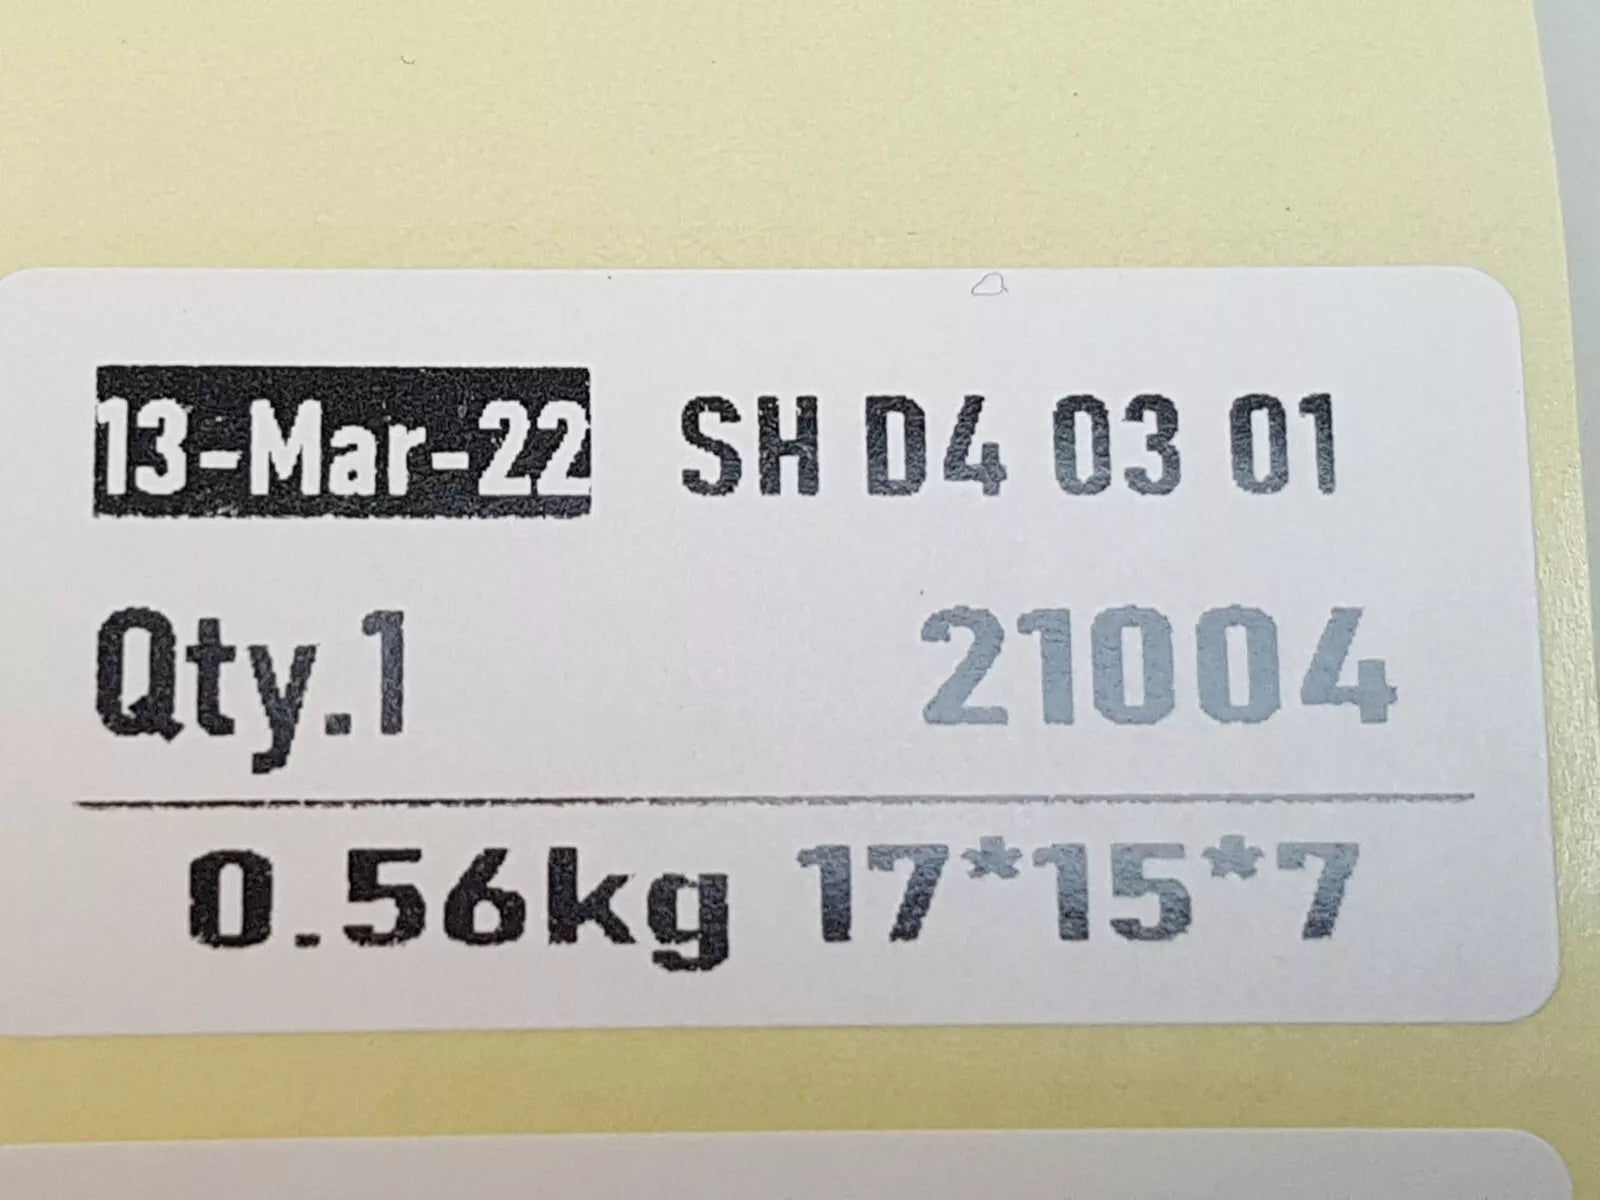 13-Mar-22 SH D4 03 01
Qty.1 21004
0.56kg 17*15*7